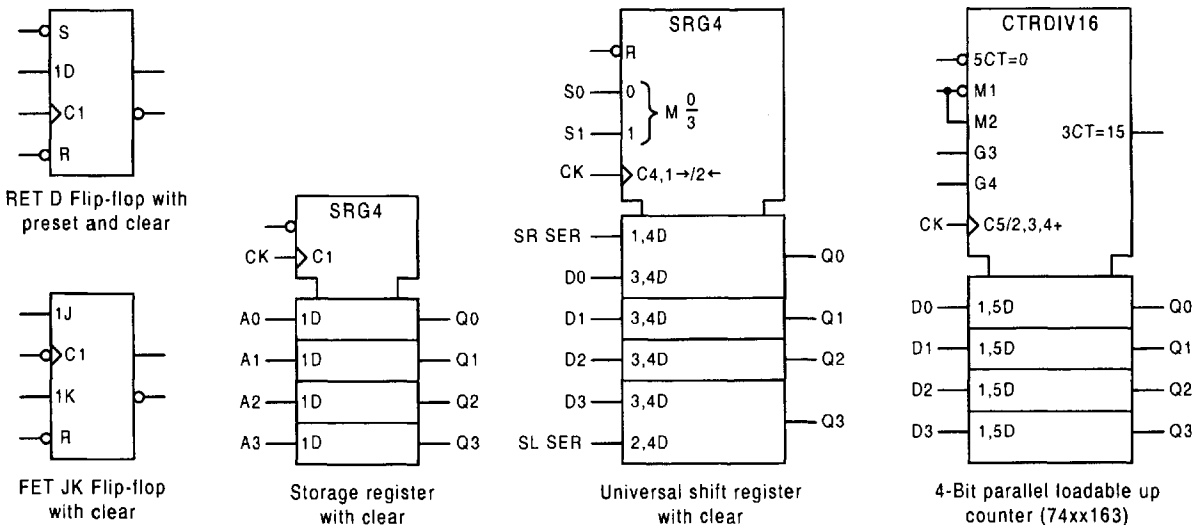 S
1D
C1
R
RET D Flip-flop with
preset and clear
1J
C1
1K
R
FET JK Flip-flop
with clear
SRG4
CK
C1
A0 1D Q0
A1 1D Q1
A2 1D Q2
A3 1D Q3
Storage register
with clear
SRG4
R
S0 0
M 0/3
S1 1
CK C4,1→/2←
SR SER 1,4D
Q0
D0 3,4D
D1 3,4D Q1
D2 3,4D Q2
D3 3,4D
Q3
SL SER 2,4D
Universal shift register
with clear
CTRDIV16
5CT=0
M1
M2
3CT=15
G3
G4
CK C5/2,3,4+
D0 1,5D Q0
D1 1,5D Q1
D2 1,5D Q2
D3 1,5D Q3
4-Bit parallel loadable up
counter (74xx163)